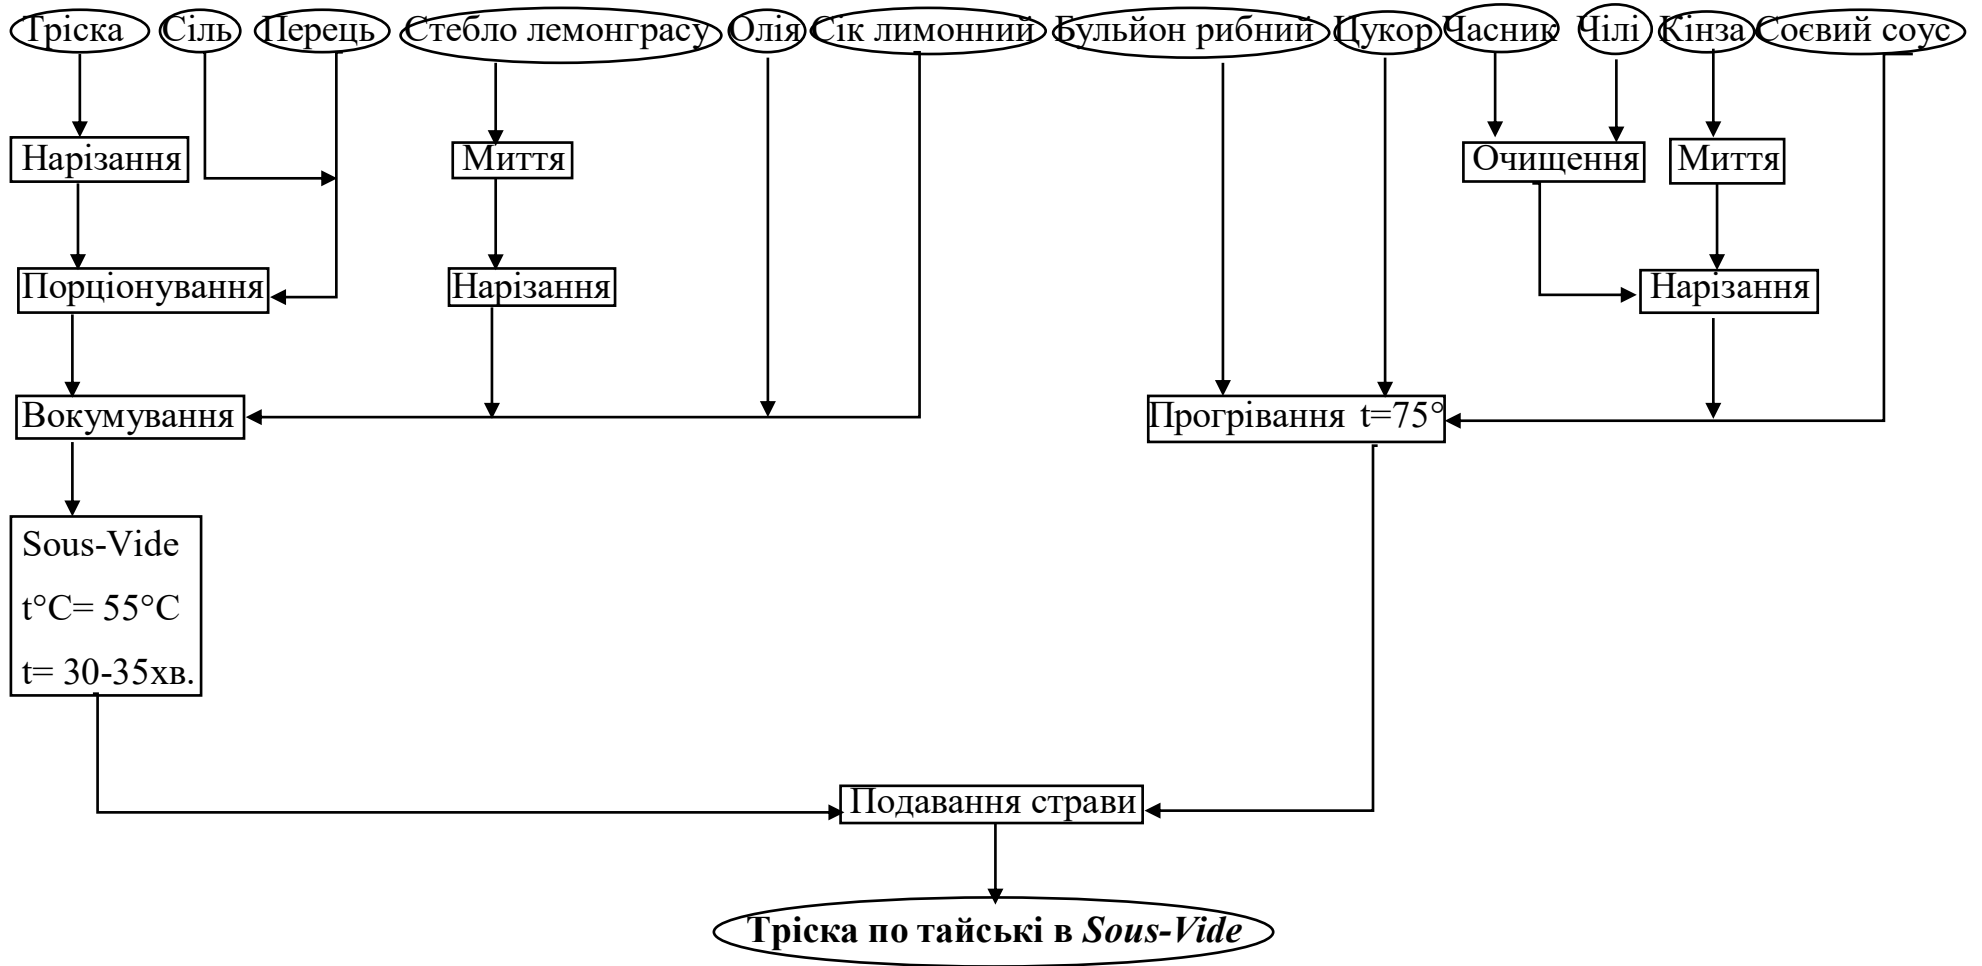 Тріска Сіль Перець Стебло лемонграсу Олія Сік лимонний Бульйон рибний Цукор Часник Чілі Кінза Соєвий соус
Нарізання Миття Очищення Миття
Порціонування Нарізання Нарізання
Вокумування Прогрівання t=75°
Sous-Vide
t°C= 55°C
t= 30-35хв.
Подавання страви
Тріска по тайські в Sous-Vide